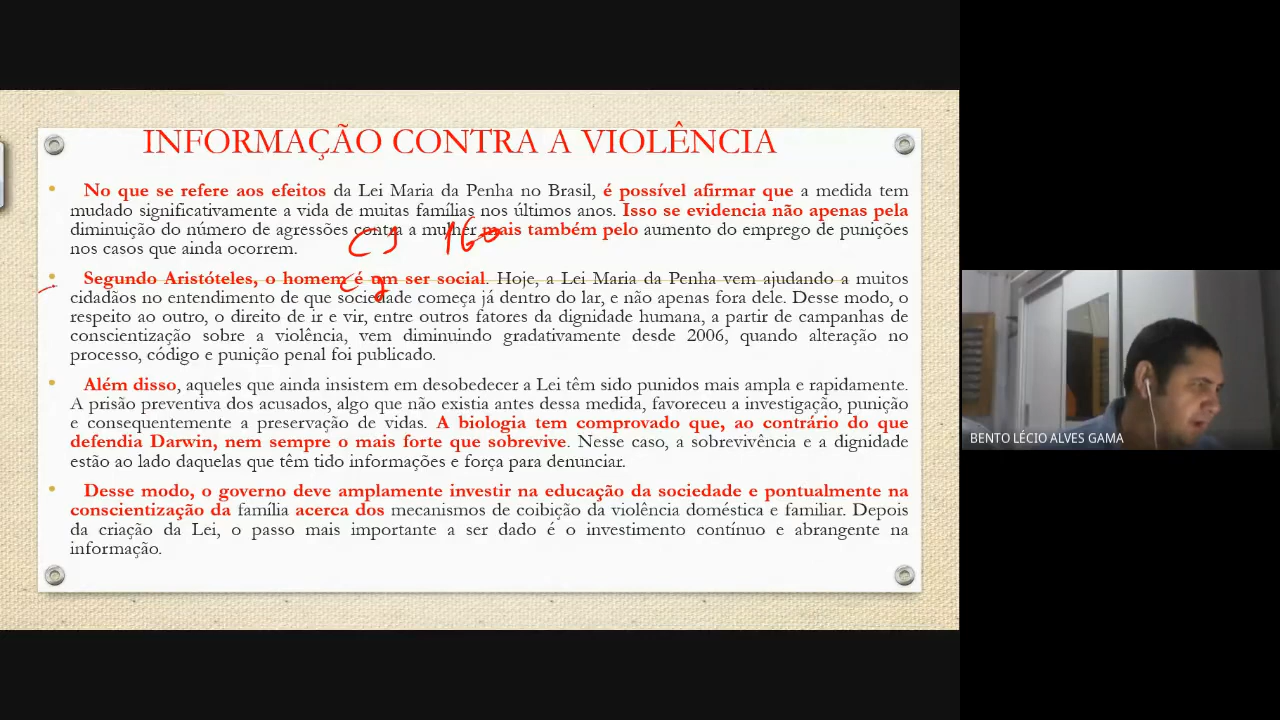 INFORMAÇÃO CONTRA A VIOLÊNCIA
No que se refere aos efeitos da Lei Maria da Penha no Brasil, é possível afirmar que a medida tem
mudado significativamente a vida de muitas famílias nos últimos anos. Isso se evidencia não apenas pela
diminuição do número de agressões contra a mulher mais também pelo aumento do emprego de punições
nos casos que ainda ocorrem.
160
Segundo Aristóteles, o homem é um ser social. Hoje, a Lei Maria da Penha vem ajudando a muitos
cidadãos no entendimento de que sociedade começa já dentro do lar, e não apenas fora dele. Desse modo, o
respeito ao outro, o direito de ir e vir, entre outros fatores da dignidade humana, a partir de campanhas de
conscientização sobre a violência, vem diminuindo gradativamente desde 2006, quando alteração no
processo, código e punição penal foi publicado.
Além disso, aqueles que ainda insistem em desobedecer a Lei têm sido punidos mais ampla e rapidamente.
A prisão preventiva dos acusados, algo que não existia antes dessa medida, favoreceu a investigação, punição
e consequentemente a preservação de vidas. A biologia tem comprovado que, ao contrário do que
defendia Darwin, nem sempre o mais forte que sobrevive. Nesse caso, a sobrevivência e a dignidade
estão ao lado daqueles que têm tido informações e força para denunciar.
Desse modo, o governo deve amplamente investir na educação da sociedade e pontualmente na
conscientização da família acerca dos mecanismos de coibição da violência doméstica e familiar. Depois
da criação da Lei, o passo mais importante a ser dado é o investimento contínuo e abrangente na
informação.
BENTO LÉCIO ALVES GAMA